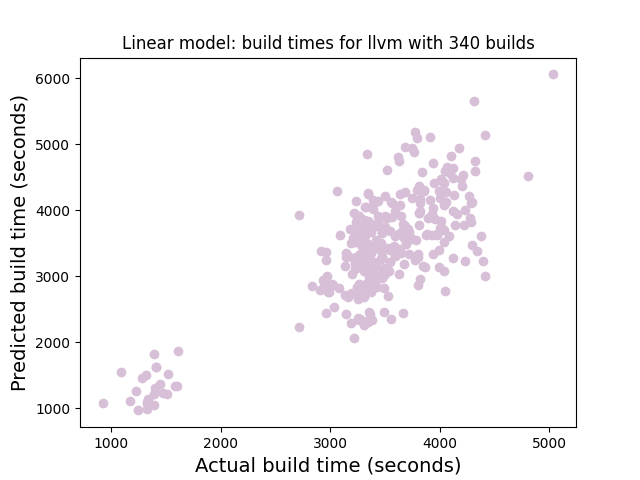 Linear model: build times for llvm with 340 builds
Predicted build time (seconds)
6000
5000
4000
3000
2000
1000
1000 2000 3000 4000 5000
Actual build time (seconds)